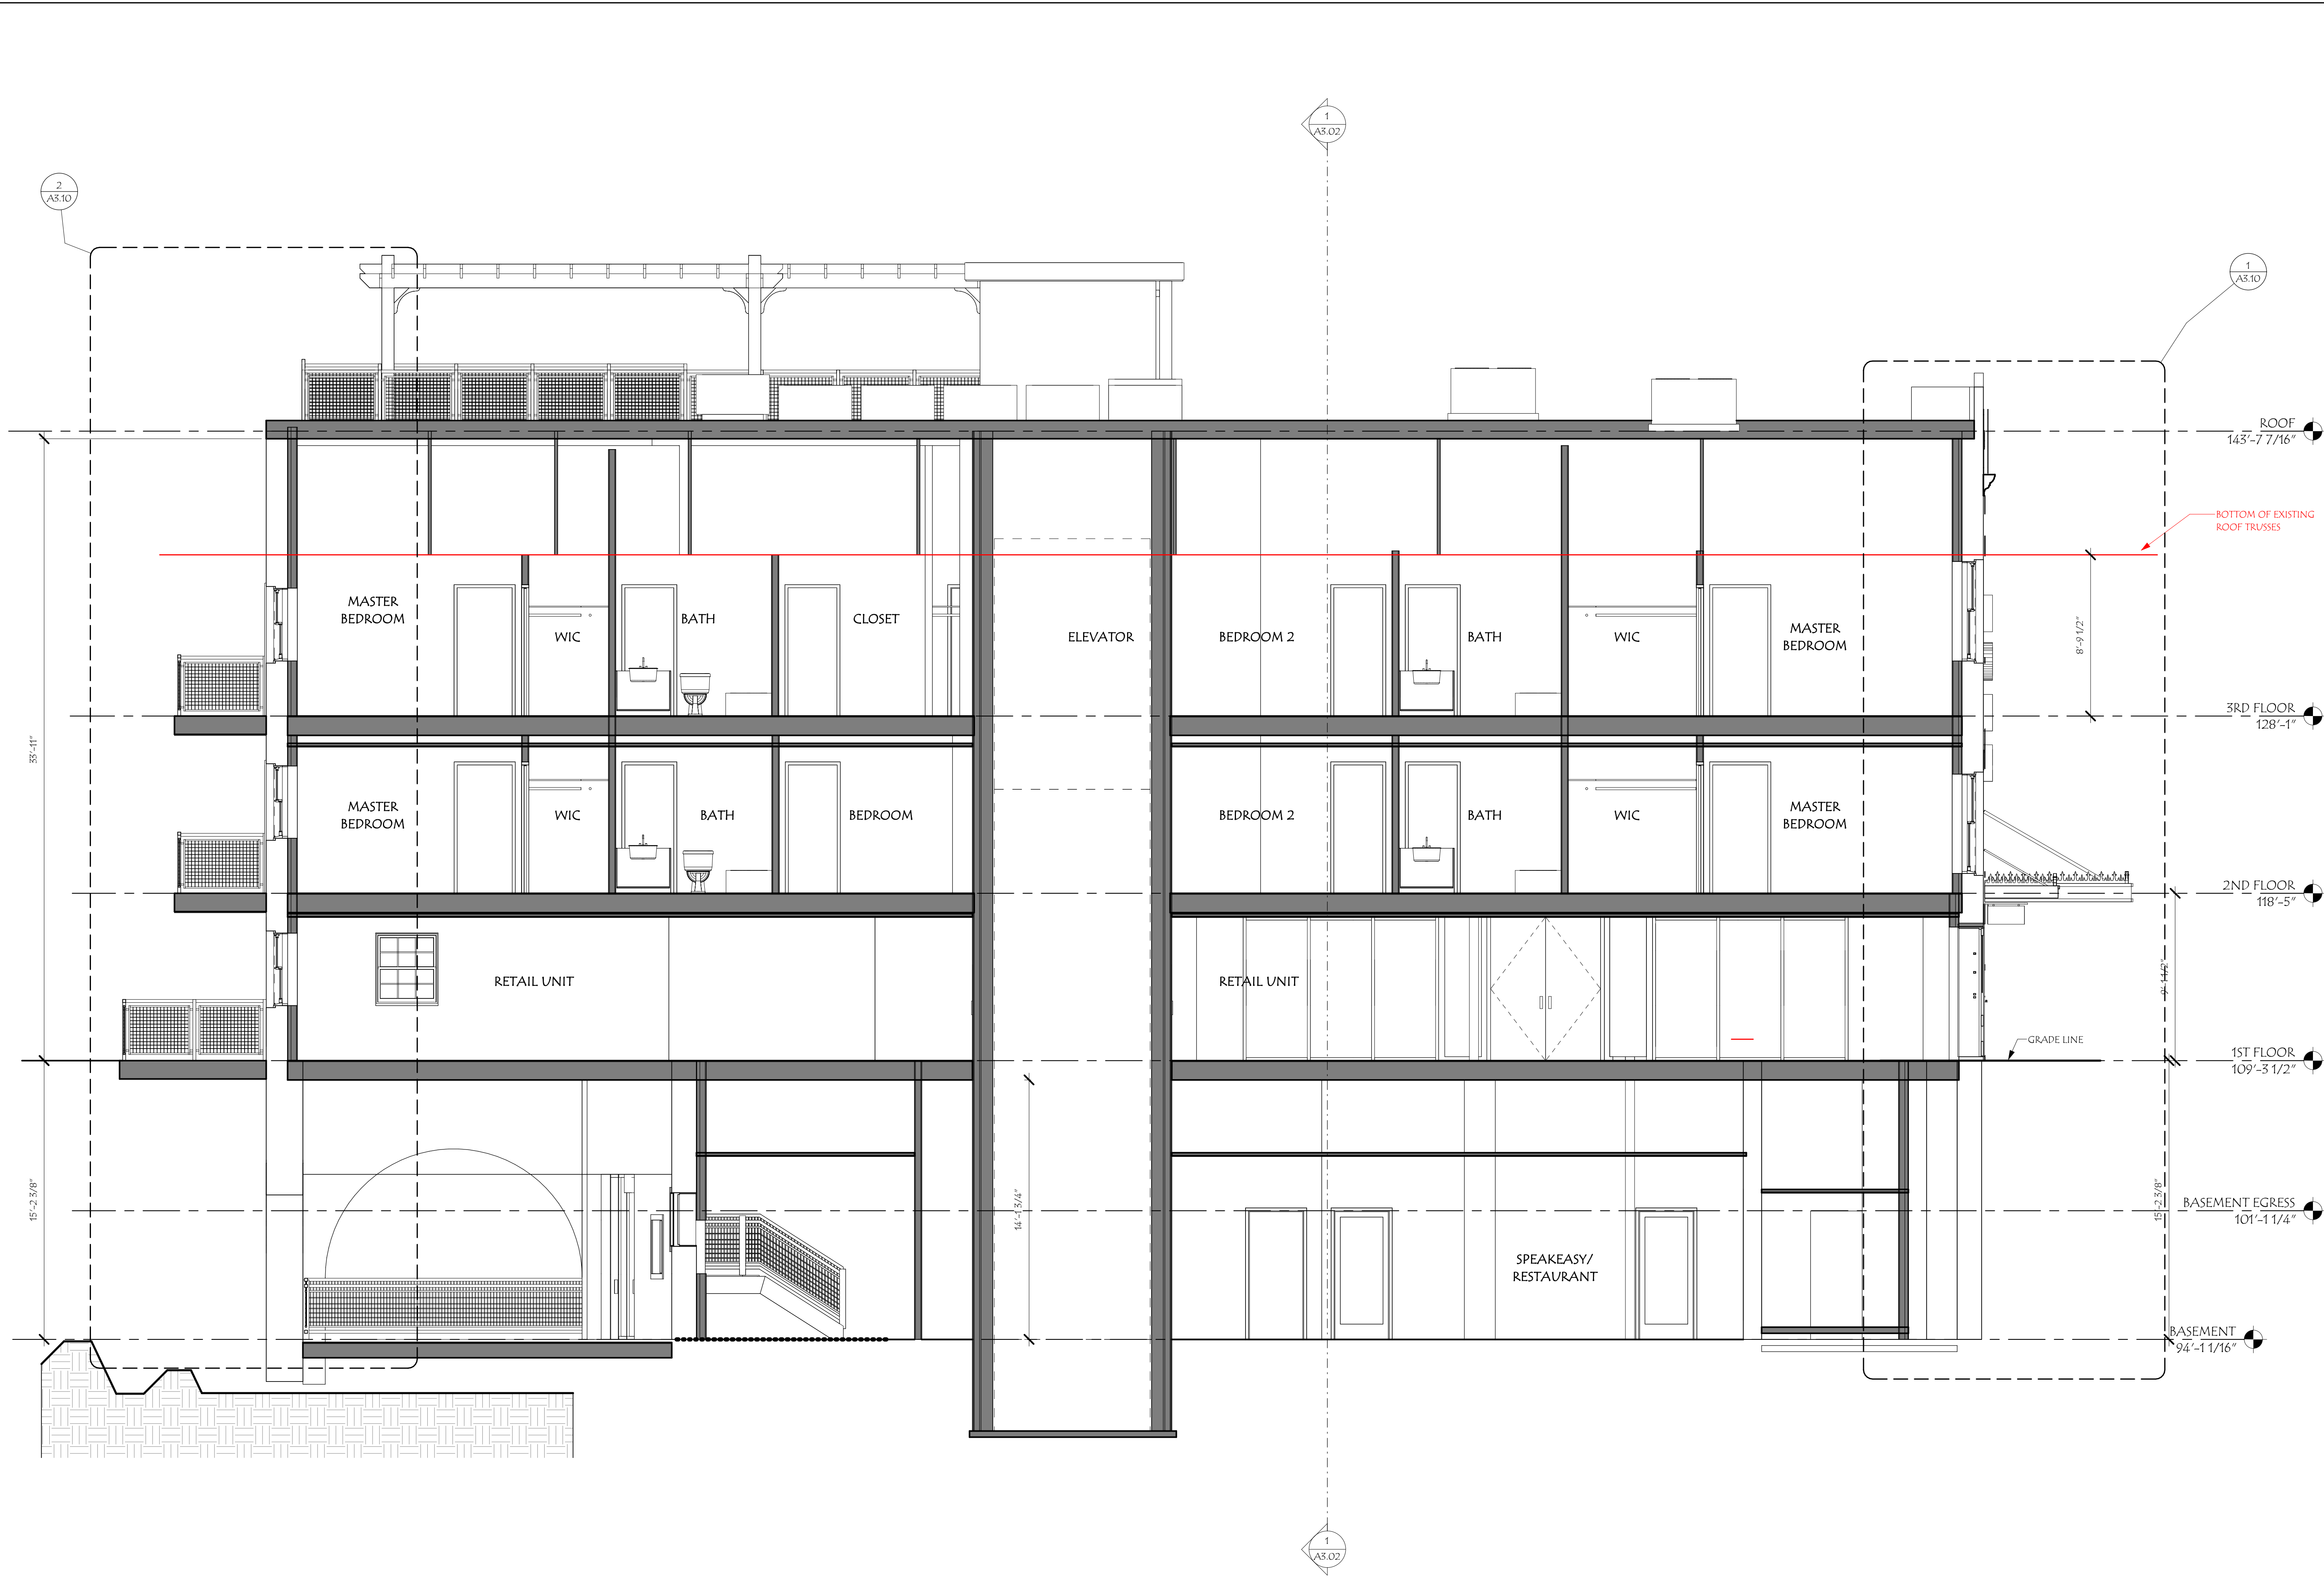 1
A3.02
2
A3.10
1
A3.10
ROOF
143'-7 7/16"
BOTTOM OF EXISTING
ROOF TRUSSES
MASTER
BEDROOM
WIC
BATH
CLOSET
ELEVATOR
BEDROOM 2
BATH
WIC
MASTER
BEDROOM
8'-9 1/2"
3RD FLOOR
128'-1"
33'-11"
MASTER
BEDROOM
WIC
BATH
BEDROOM
BEDROOM 2
BATH
WIC
MASTER
BEDROOM
2ND FLOOR
118'-5"
RETAIL UNIT
RETAIL UNIT
9'-1 1/2"
GRADE LINE
1ST FLOOR
109'-3 1/2"
15'-2 3/8"
14'-1 3/4"
15'-2 3/8"
BASEMENT EGRESS
101'-1 1/4"
SPEAKEASY/
RESTAURANT
BASEMENT
94'-1 1/16"
1
A3.02